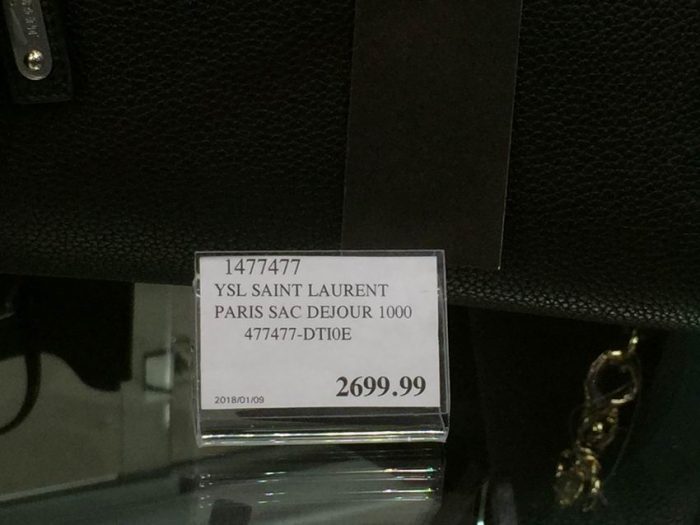 1477477
YSL SAINT LAURENT
PARIS SAC DEJOUR 1000
477477-DTI0E
2699.99
2018/01/09